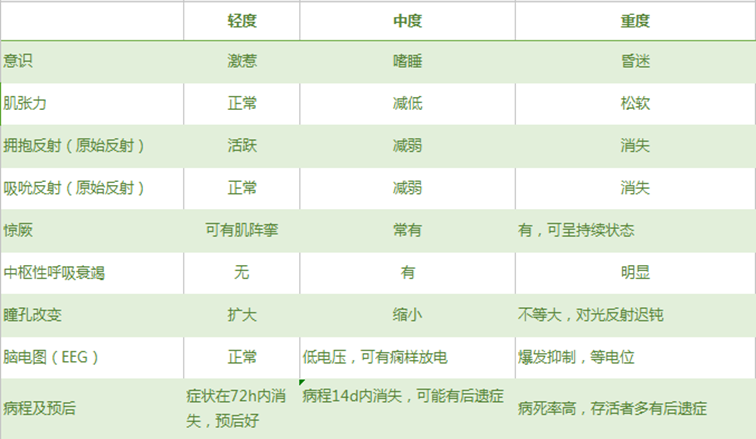 轻度 中度 重度
意识 激惹 嗜睡 昏迷
肌张力 正常 减低 松软
拥抱反射（原始反射） 活跃 减弱 消失
吸吮反射（原始反射） 正常 减弱 消失
惊厥 可有肌阵挛 常有 有，可呈持续状态
中枢性呼吸衰竭 无 有 明显
瞳孔改变 扩大 缩小 不等大，对光反射迟钝
脑电图（EEG） 正常 低电压，可有痫样放电 爆发抑制，等电位
病程及预后 症状在72h内消失，预后好 病程14d内消失，可能有后遗症 病死率高，存活者多有后遗症